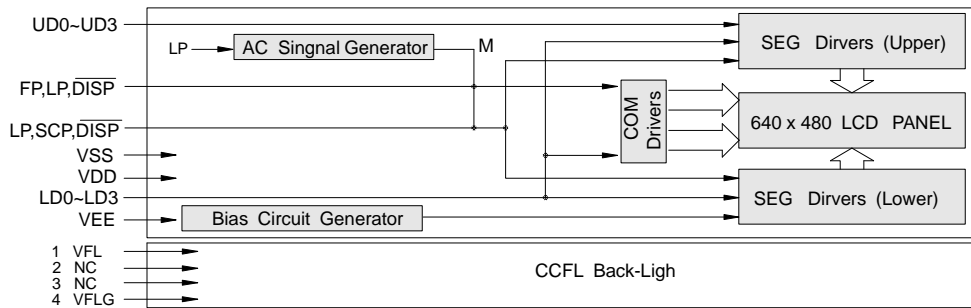 UD0~UD3
SEG Dirvers (Upper)
LP
AC Singnal Generator
M
FP,LP,DISP
COM
Drivers
640 x 480 LCD PANEL
LP,SCP,DISP
VSS
VDD
LD0~LD3
SEG Dirvers (Lower)
VEE
Bias Circuit Generator
1 VFL
2 NC
3 NC
4 VFLG
CCFL Back-Ligh